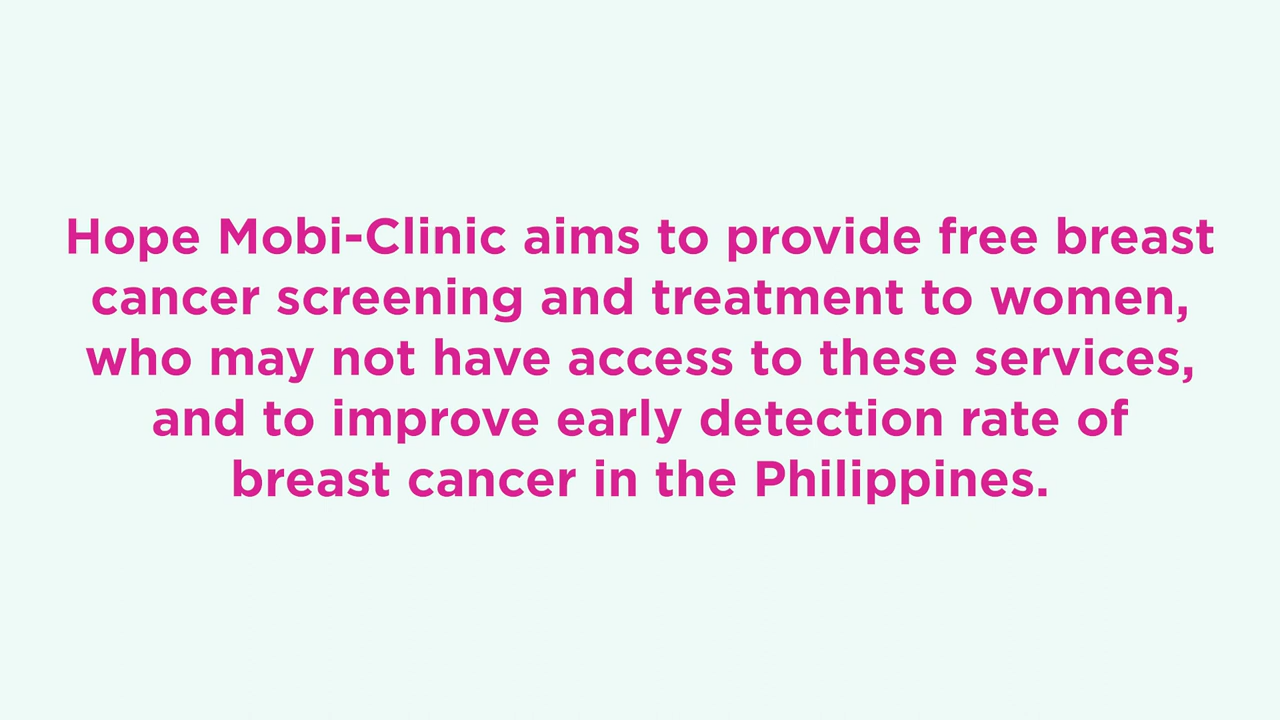 Hope Mobi-Clinic aims to provide free breast
cancer screening and treatment to women,
who may not have access to these services,
and to improve early detection rate of
breast cancer in the Philippines.